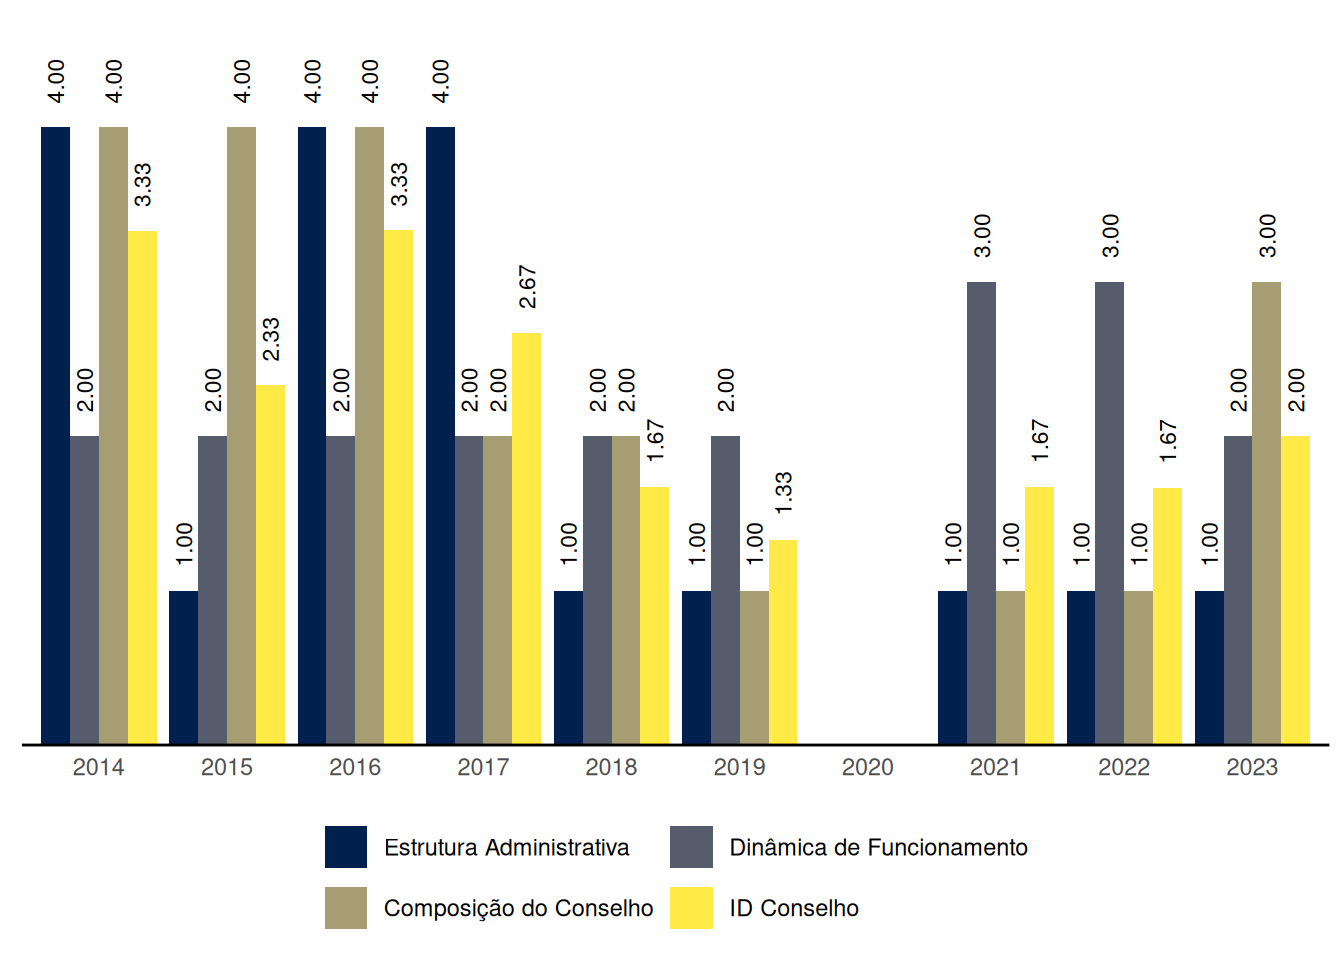 4.00 2.00 4.00 3.33 1.00 2.00 4.00 2.33 4.00 2.00 4.00 3.33 4.00 2.00 2.00 2.67 1.00 2.00 2.00 1.67 1.00 2.00 1.00 1.33 1.00 3.00 1.00 1.67 1.00 3.00 1.00 1.67 1.00 2.00 3.00 2.00
2014 2015 2016 2017 2018 2019 2020 2021 2022 2023
Estrutura Administrativa Dinâmica de Funcionamento
Composição do Conselho ID Conselho